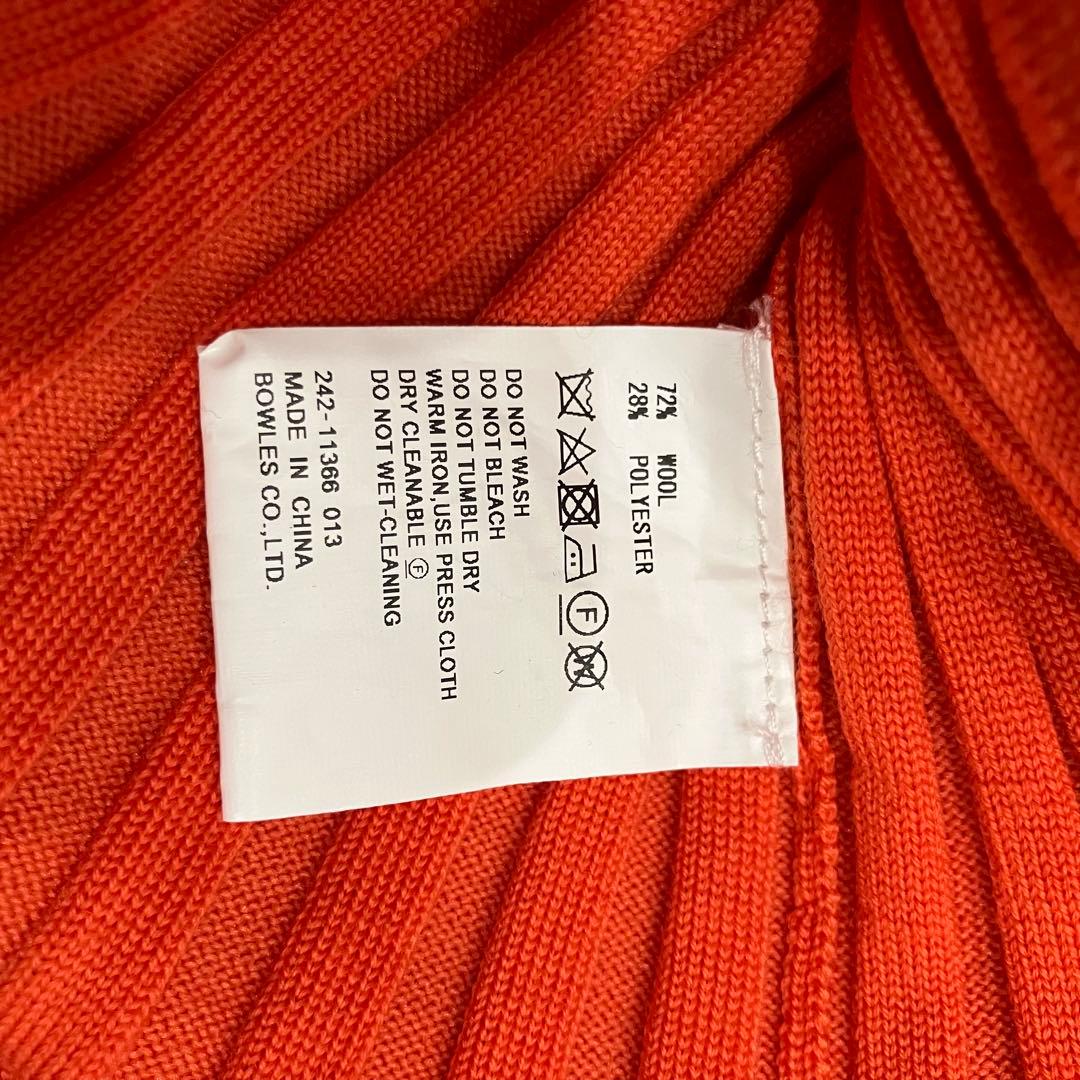 72% WOOL
28% POLYESTER
F W
DO NOT WASH
DO NOT BLEACH
DO NOT TUMBLE DRY
WARM IRON,USE PRESS CLOTH
DRY CLEANABLE Ⓕ
DO NOT WET-CLEANING
242-11366 013
MADE IN CHINA
BOWLES CO.,LTD.